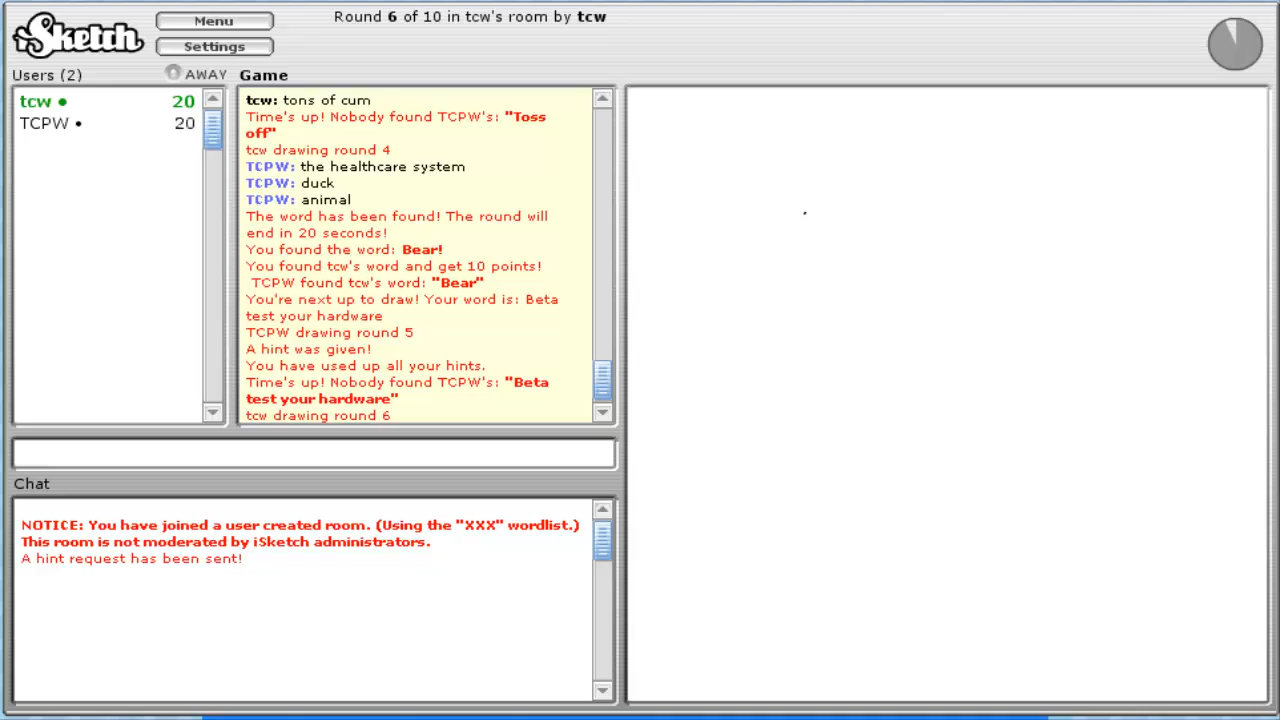 iSketch
Menu
Settings
Round 6 of 10 in tcw's room by tcw
Users (2)
AWAY
Game
tcw • 20
TCPW • 20
tcw: tons of cum
Time's up! Nobody found TCPW's: "Toss
off"
tcw drawing round 4
TCPW: the healthcare system
TCPW: duck
TCPW: animal
The word has been found! The round will
end in 20 seconds!
You found the word: Bear!
You found tcw's word and get 10 points!
TCPW found tcw's word: "Bear"
You're next up to draw! Your word is: Beta
test your hardware
TCPW drawing round 5
A hint was given!
You have used up all your hints.
Time's up! Nobody found TCPW's: "Beta
test your hardware"
tcw drawing round 6
Chat
NOTICE: You have joined a user created room. (Using the "XXX" wordlist.)
This room is not moderated by iSketch administrators.
A hint request has been sent!